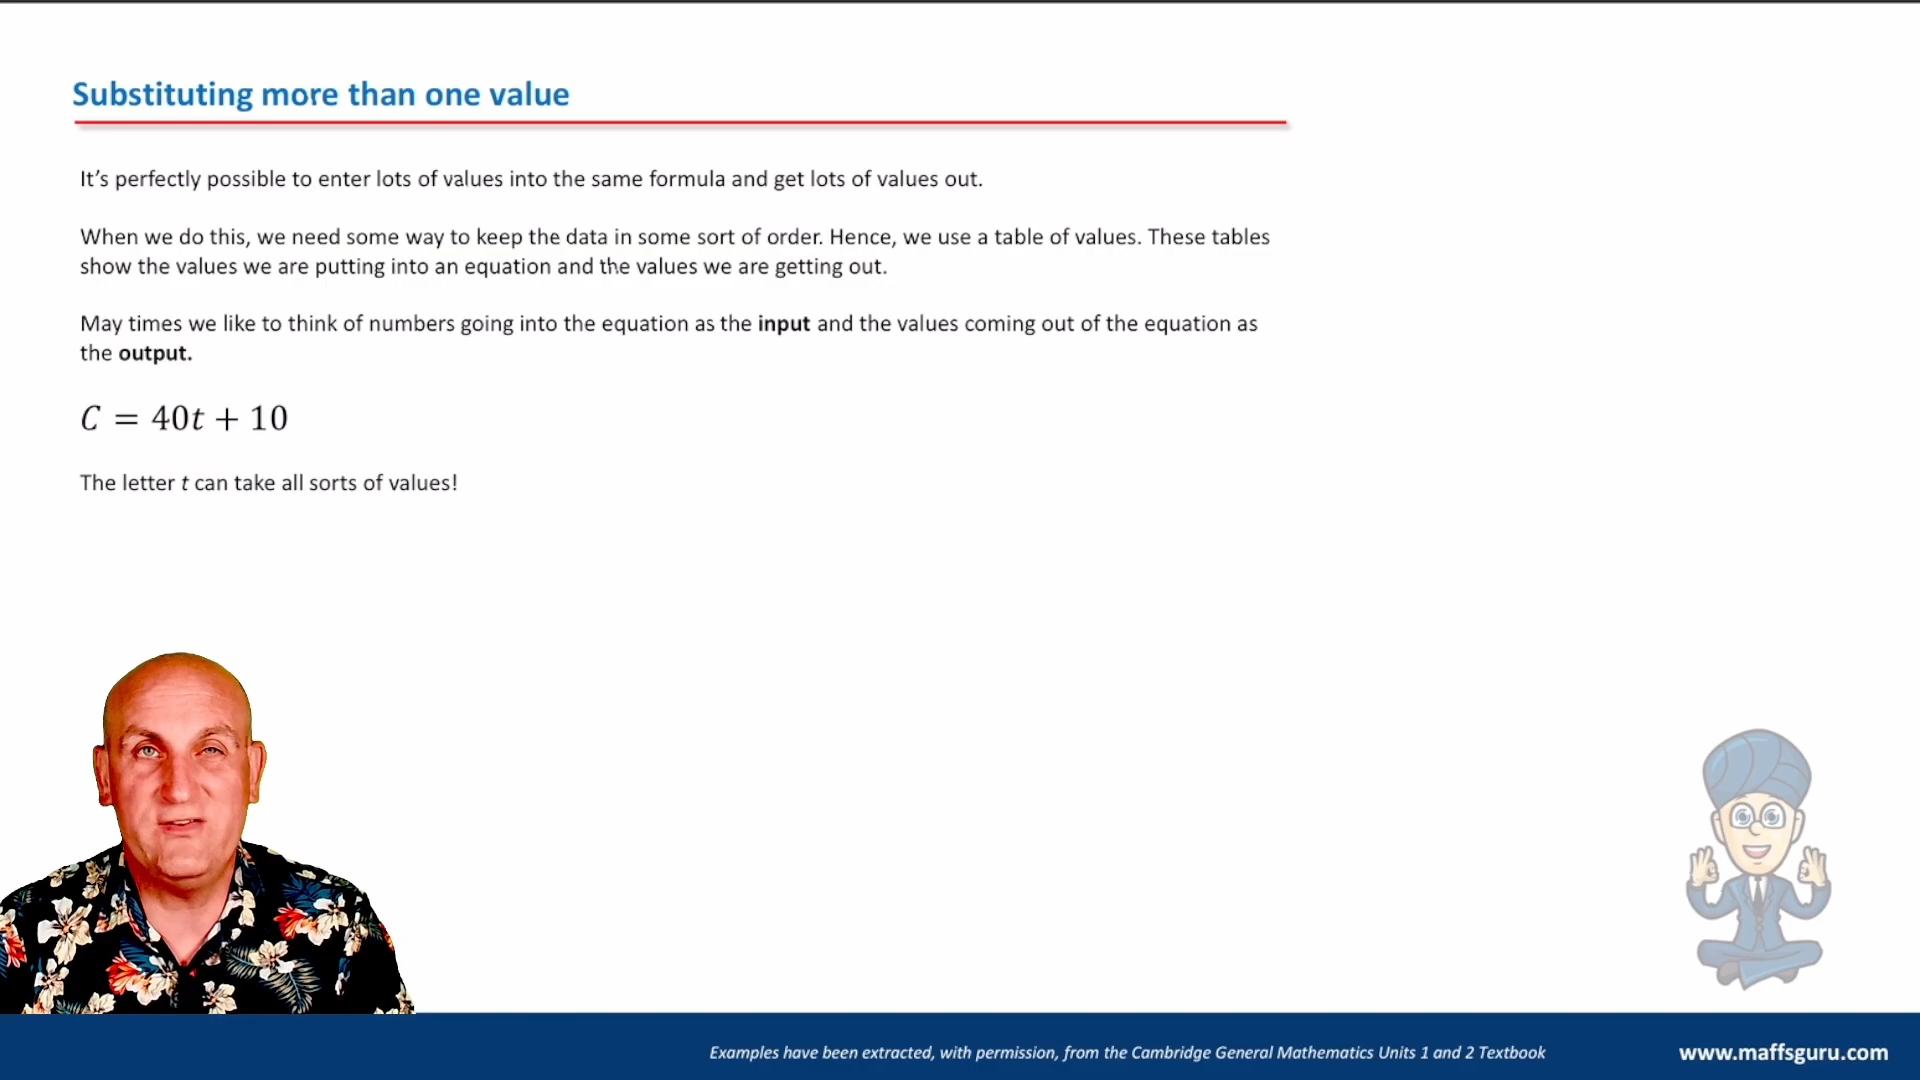 Substituting more than one value
It’s perfectly possible to enter lots of values into the same formula and get lots of values out.
When we do this, we need some way to keep the data in some sort of order. Hence, we use a table of values. These tables
show the values we are putting into an equation and the values we are getting out.
May times we like to think of numbers going into the equation as the input and the values coming out of the equation as
the output.
C = 40t + 10
The letter t can take all sorts of values!
Examples have been extracted, with permission, from the Cambridge General Mathematics Units 1 and 2 Textbook
www.maffsguru.com